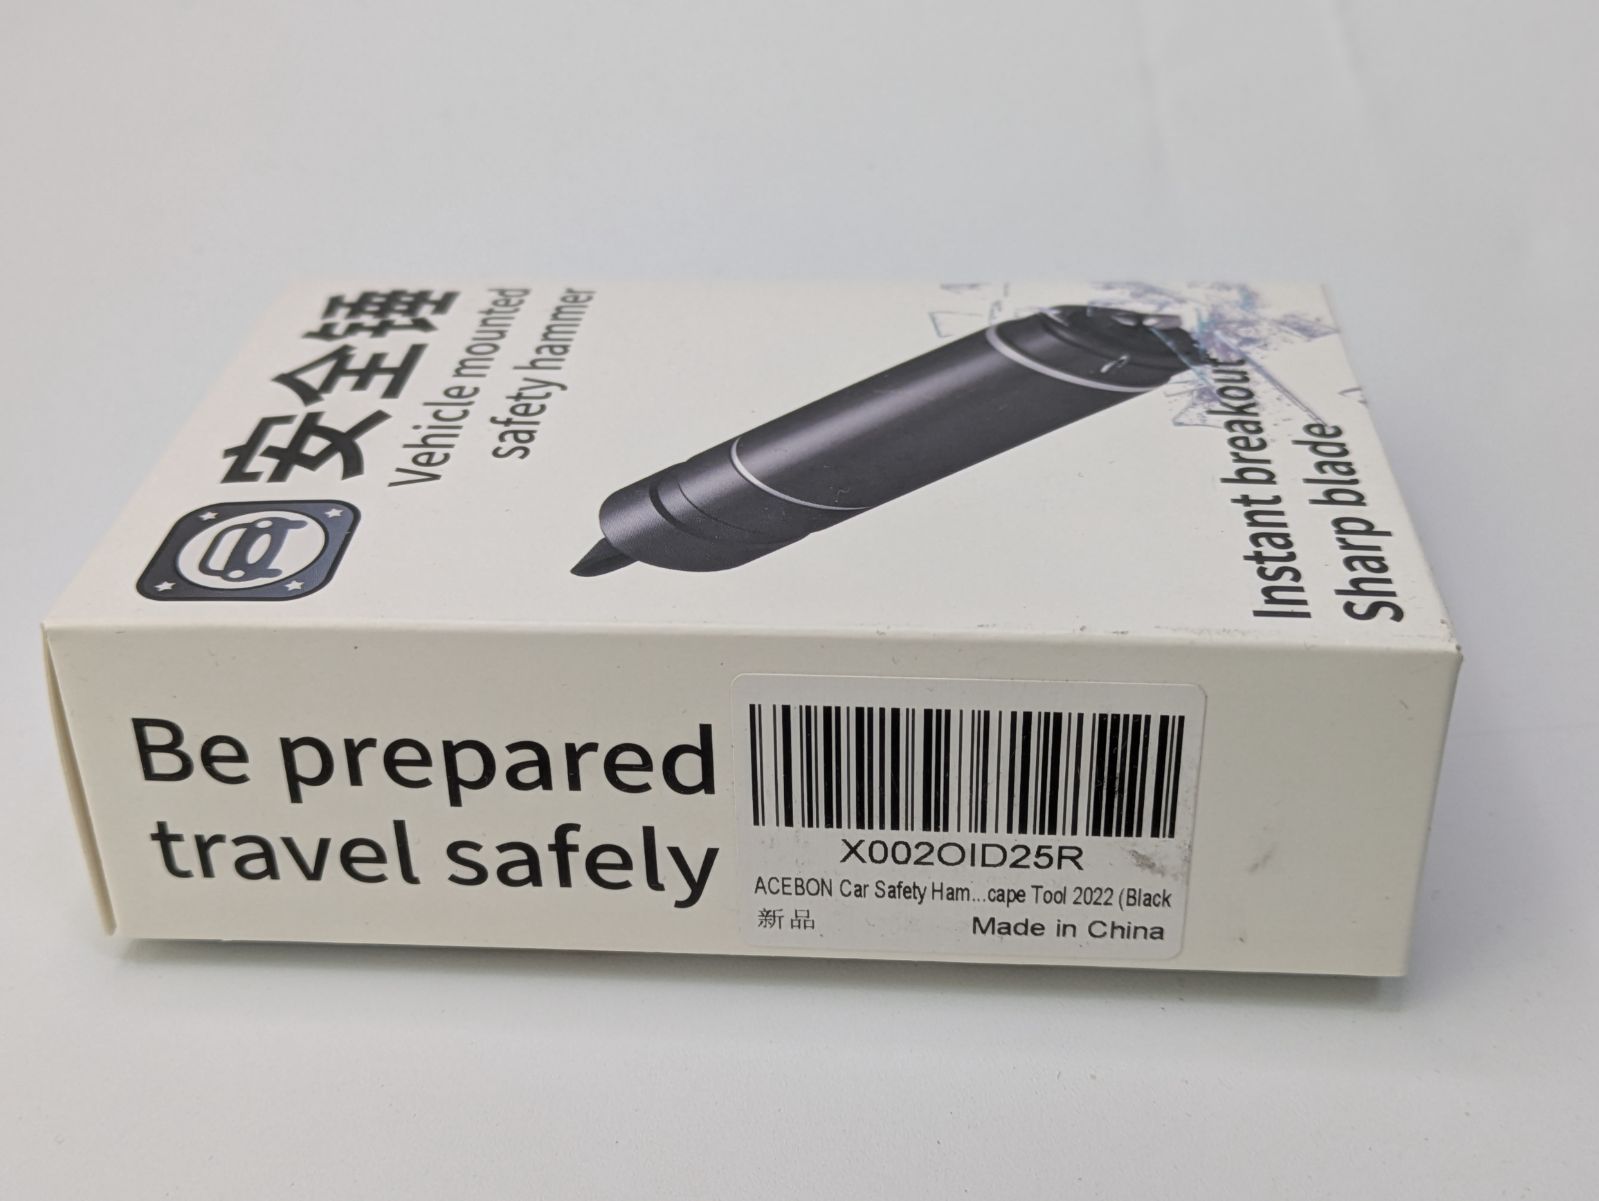 安全锤
Vehicle mounted
safety hammer
Instant breakout
Sharp blade
Be prepared
travel safely
X002OID25R
ACEBON Car Safety Ham...cape Tool 2022 (Black
新品
Made in China